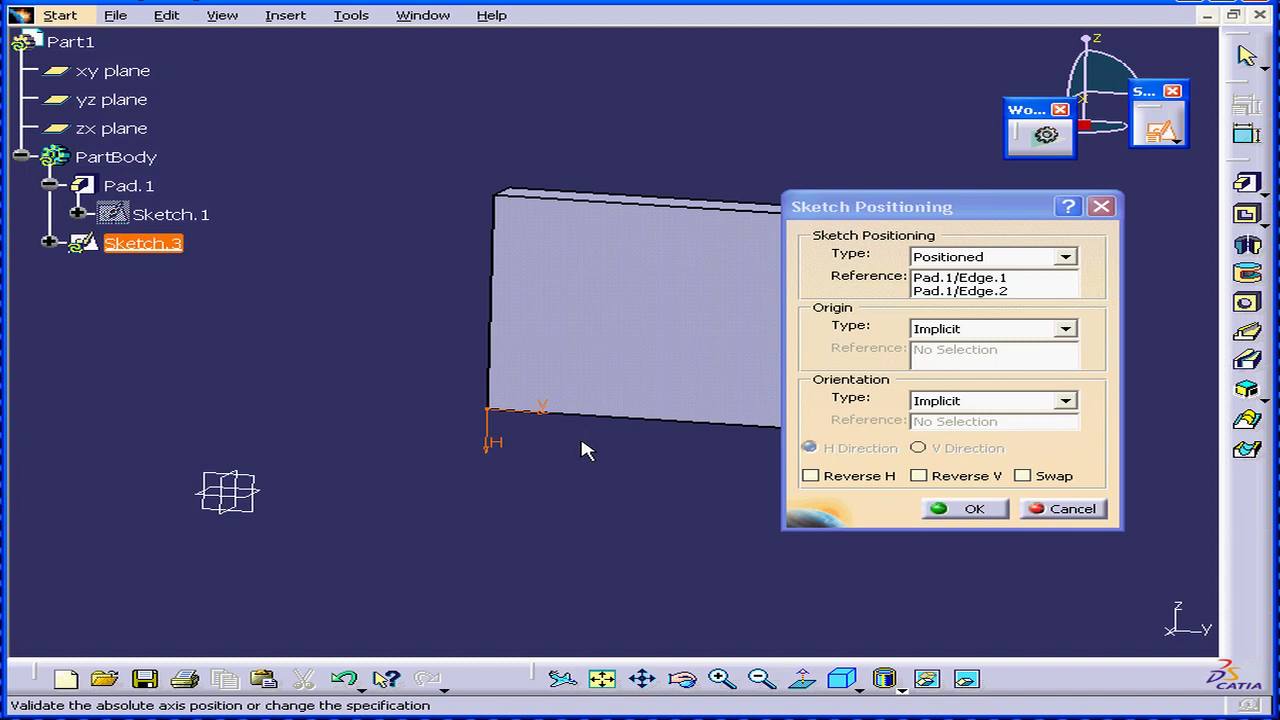 Start File Edit View Insert Tools Window Help
Part1
xy plane
yz plane
zx plane
PartBody
Pad.1
Sketch.1
Sketch.3
z
x
Wo...
S...
Sketch Positioning
Sketch Positioning
Type: Positioned
Reference: Pad.1/Edge.1
Pad.1/Edge.2
Origin
Type: Implicit
Reference: No Selection
Orientation
Type: Implicit
Reference: No Selection
H Direction V Direction
Reverse H Reverse V Swap
OK Cancel
V
H
z
x y
CATIA
Validate the absolute axis position or change the specification